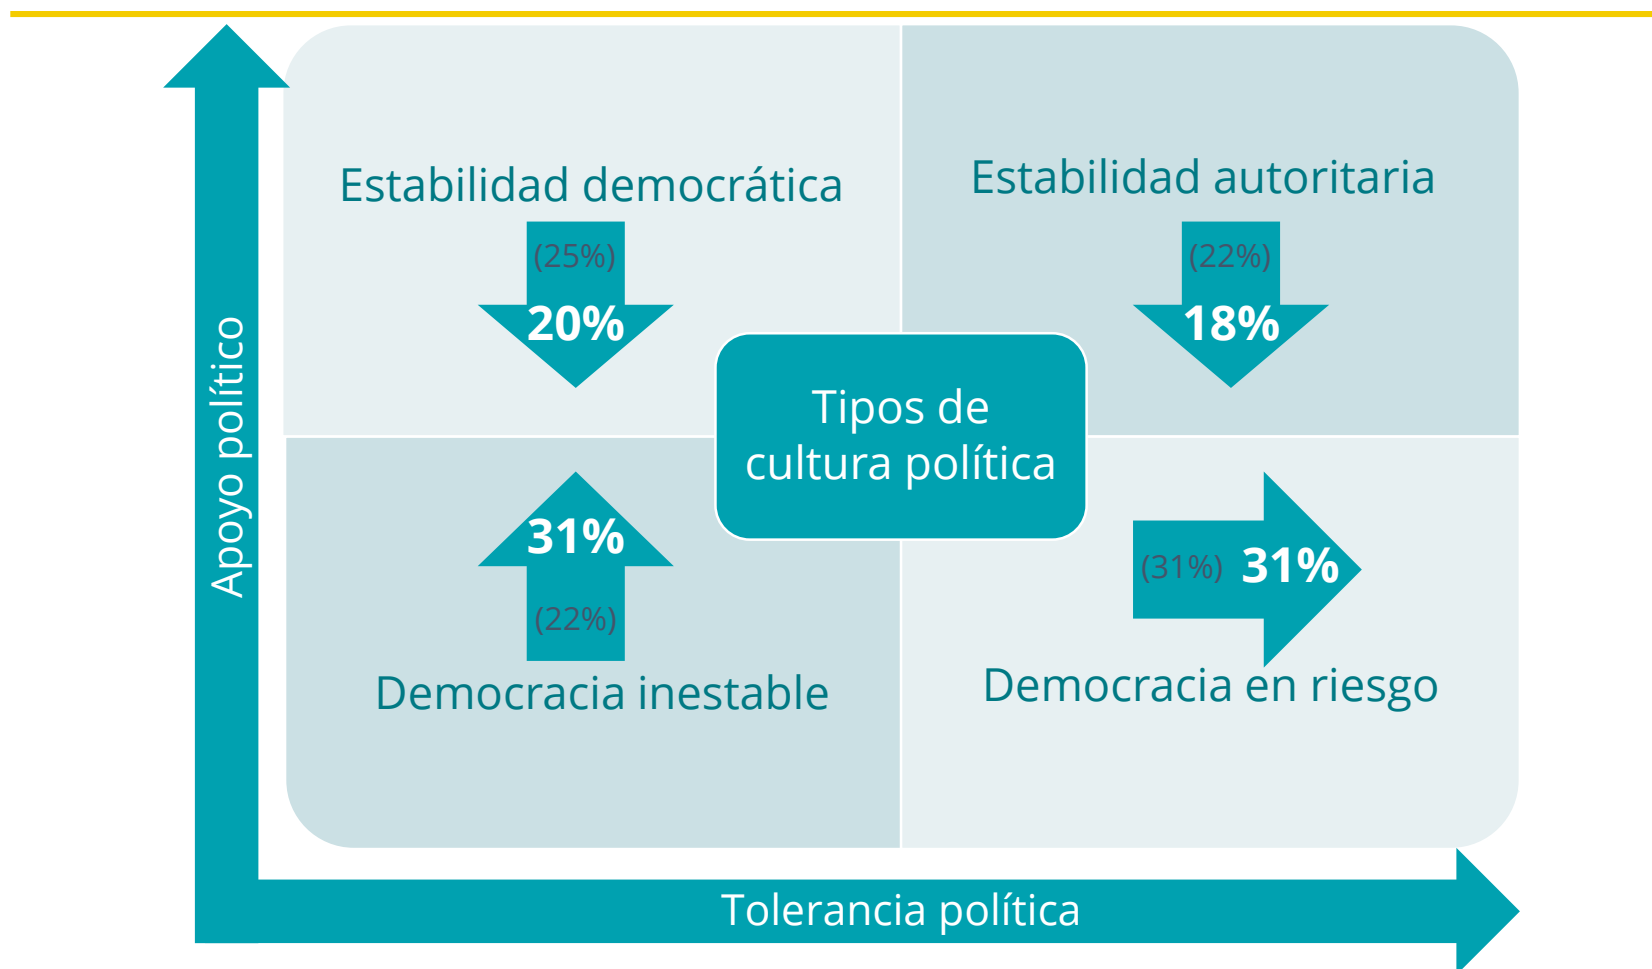 Apoyo político
Estabilidad democrática
(25%)
20%
Estabilidad autoritaria
(22%)
18%
Tipos de
cultura política
31%
(22%)
Democracia inestable
(31%) 31%
Democracia en riesgo
Tolerancia política